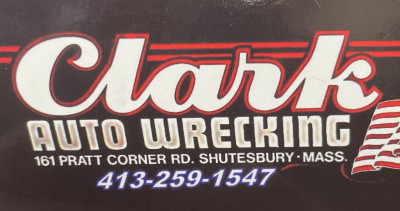 Clark
AUTO WRECKING
161 PRATT CORNER RD. SHUTESBURY · MASS.
413-259-1547